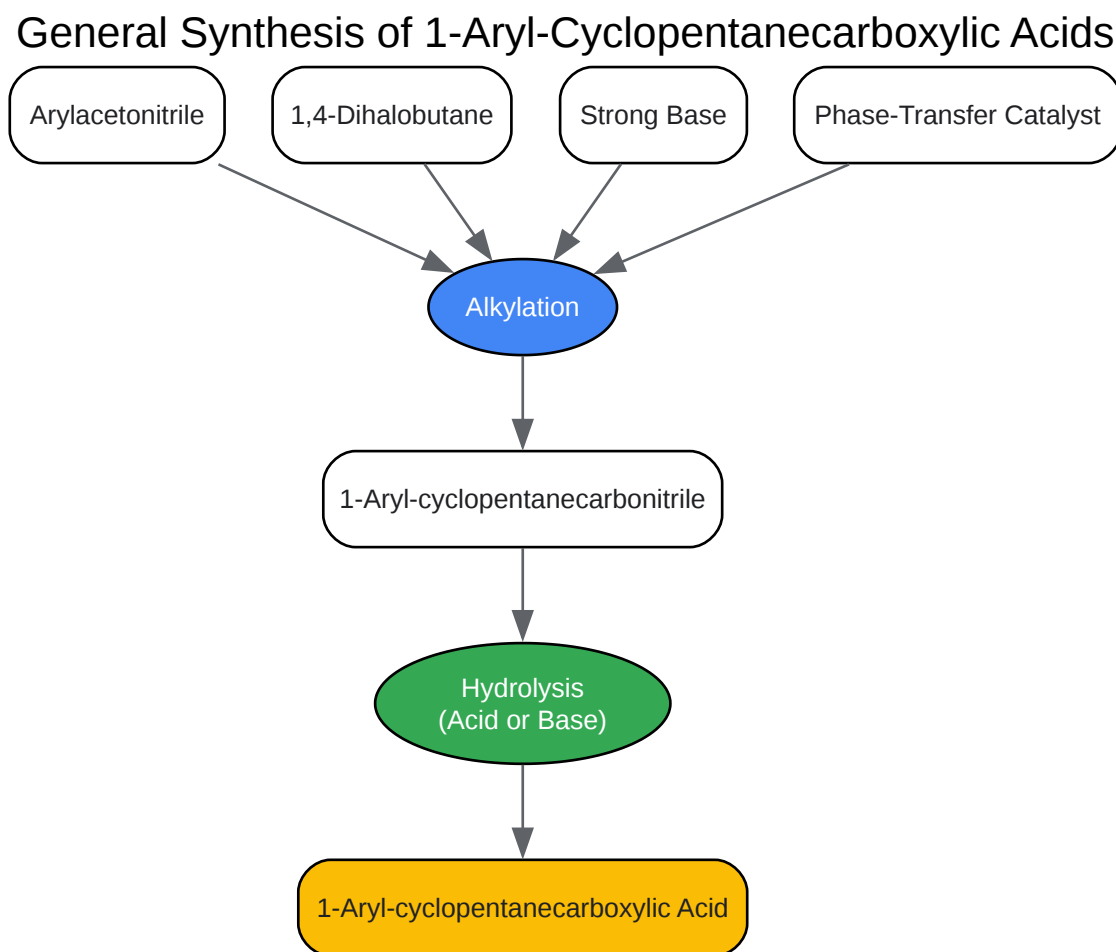 General Synthesis of 1-Aryl-Cyclopentanecarboxylic Acids
Arylacetonitrile
1,4-Dihalobutane
Strong Base
Phase-Transfer Catalyst
Alkylation
1-Aryl-cyclopentanecarbonitrile
Hydrolysis
(Acid or Base)
1-Aryl-cyclopentanecarboxylic Acid